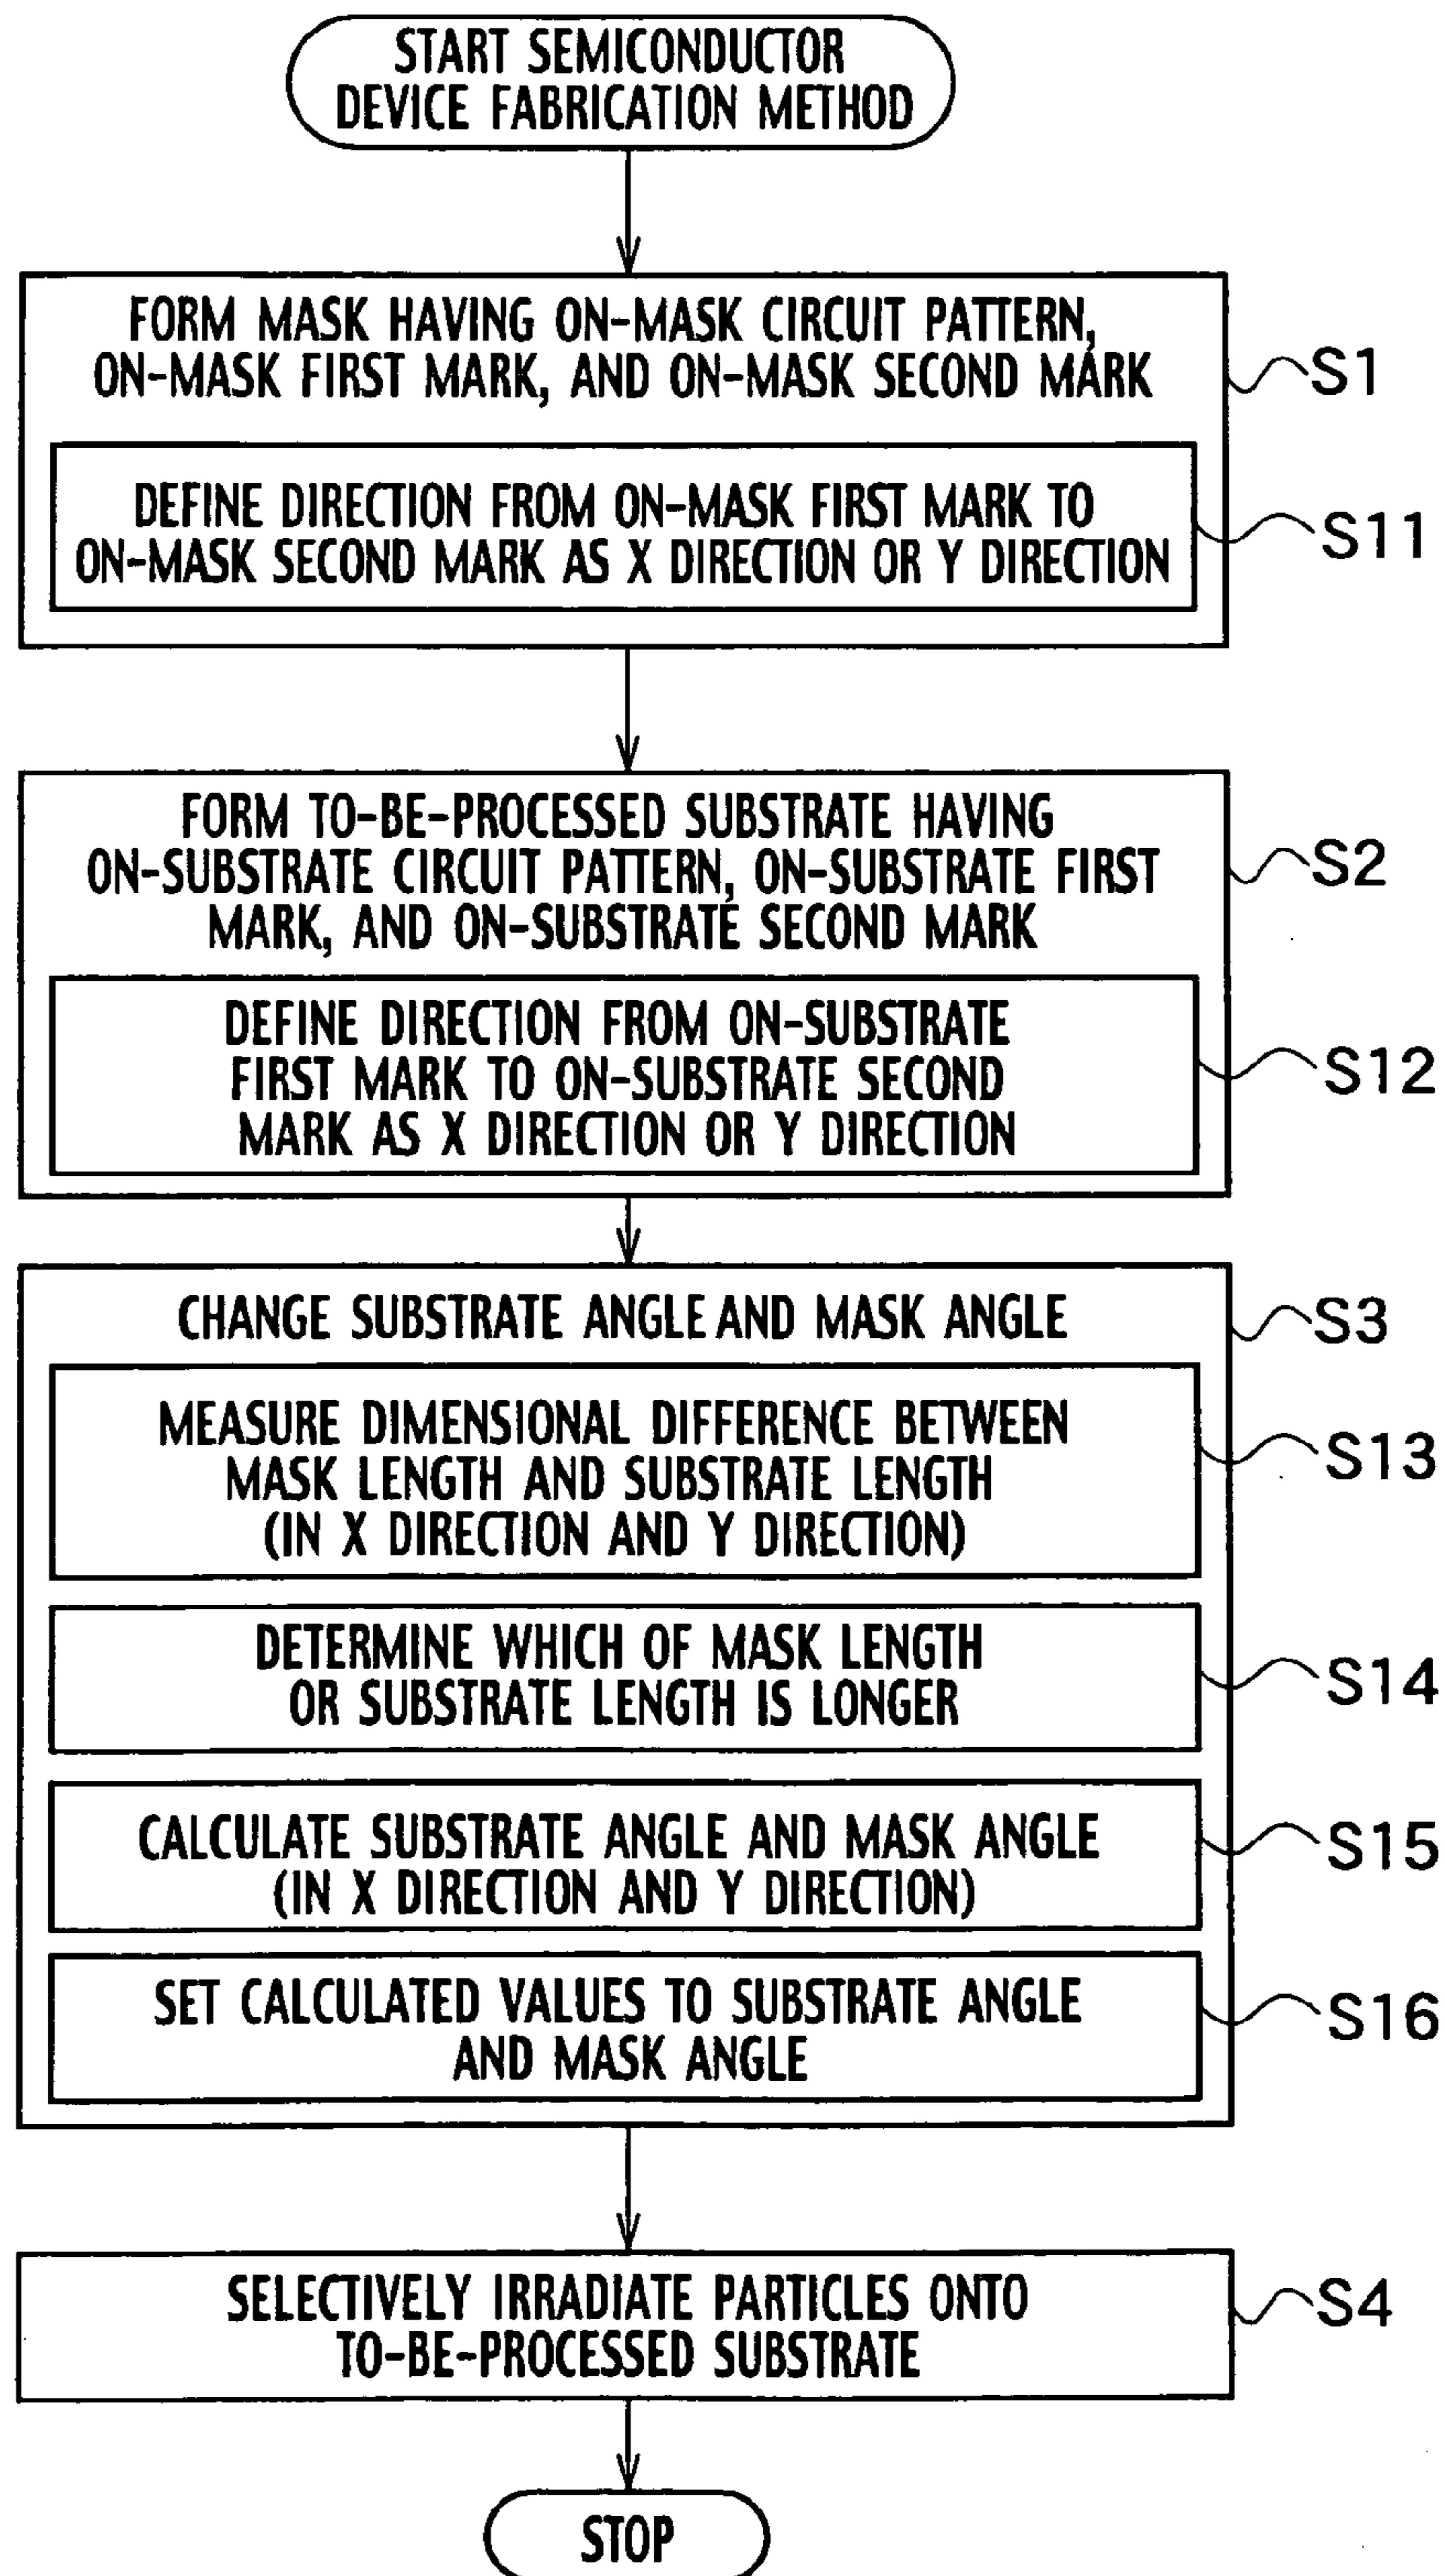 START SEMICONDUCTOR
DEVICE FABRICATION METHOD
FORM MASK HAVING ON-MASK CIRCUIT PATTERN,
ON-MASK FIRST MARK, AND ON-MASK SECOND MARK
S1
DEFINE DIRECTION FROM ON-MASK FIRST MARK TO
ON-MASK SECOND MARK AS X DIRECTION OR Y DIRECTION
S11
FORM TO-BE-PROCESSED SUBSTRATE HAVING
ON-SUBSTRATE CIRCUIT PATTERN, ON-SUBSTRATE FIRST
MARK, AND ON-SUBSTRATE SECOND MARK
S2
DEFINE DIRECTION FROM ON-SUBSTRATE
FIRST MARK TO ON-SUBSTRATE SECOND
MARK AS X DIRECTION OR Y DIRECTION
S12
CHANGE SUBSTRATE ANGLE AND MASK ANGLE
S3
MEASURE DIMENSIONAL DIFFERENCE BETWEEN
MASK LENGTH AND SUBSTRATE LENGTH
(IN X DIRECTION AND Y DIRECTION)
S13
DETERMINE WHICH OF MASK LENGTH
OR SUBSTRATE LENGTH IS LONGER
S14
CALCULATE SUBSTRATE ANGLE AND MASK ANGLE
(IN X DIRECTION AND Y DIRECTION)
S15
SET CALCULATED VALUES TO SUBSTRATE ANGLE
AND MASK ANGLE
S16
SELECTIVELY IRRADIATE PARTICLES ONTO
TO-BE-PROCESSED SUBSTRATE
S4
STOP